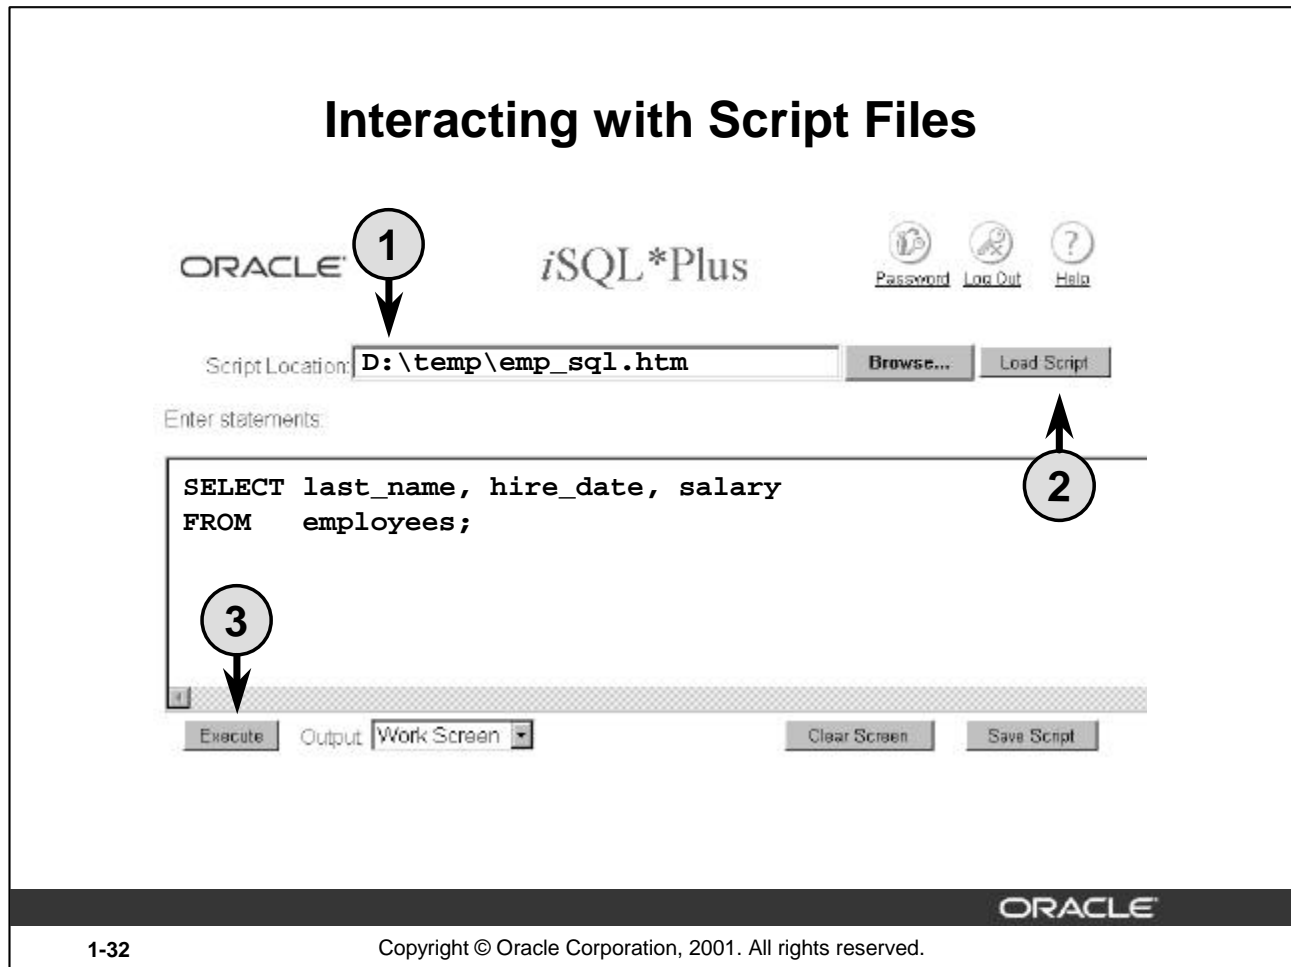 Interacting with Script Files
1
ORACLE
iSQL*Plus
Password Log Out Help
Script Location: D:\temp\emp_sql.htm Browse... Load Script
Enter statements:
2
SELECT last_name, hire_date, salary
FROM employees;
3
Execute Output: Work Screen Clear Screen Save Script
ORACLE
1-32 Copyright © Oracle Corporation, 2001. All rights reserved.